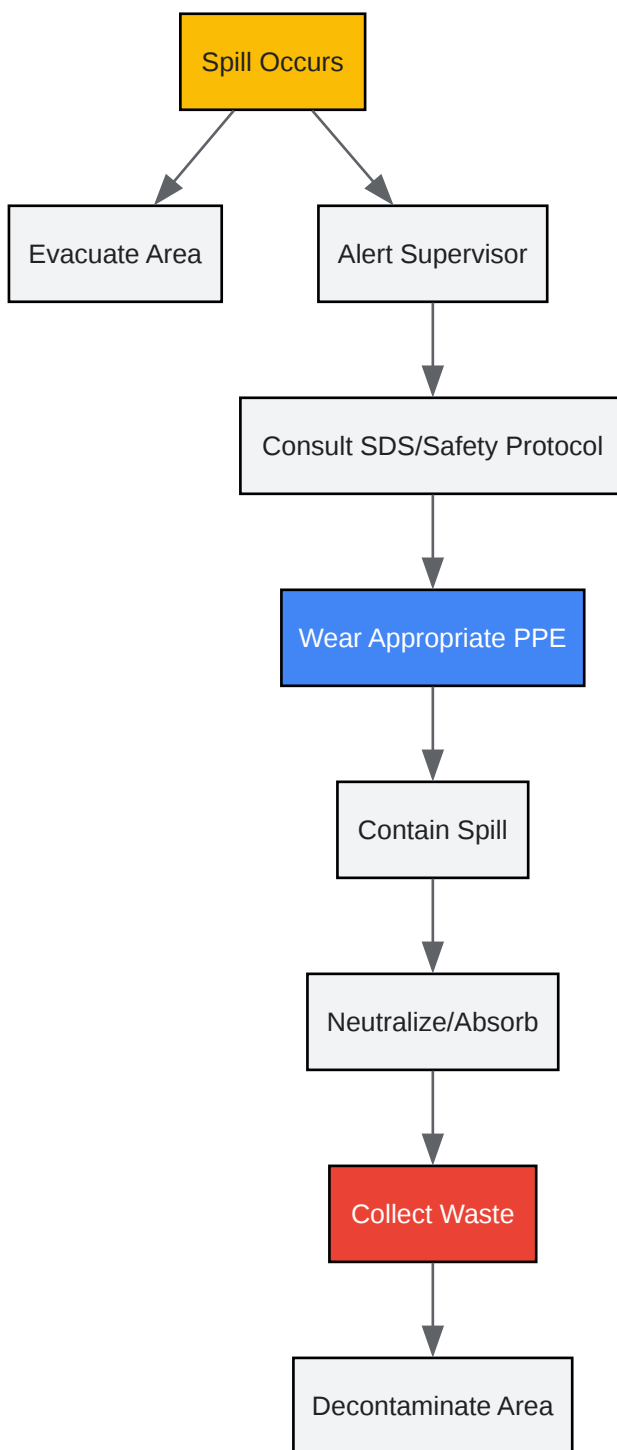 Spill Occurs
Evacuate Area
Alert Supervisor
Consult SDS/Safety Protocol
Wear Appropriate PPE
Contain Spill
Neutralize/Absorb
Collect Waste
Decontaminate Area